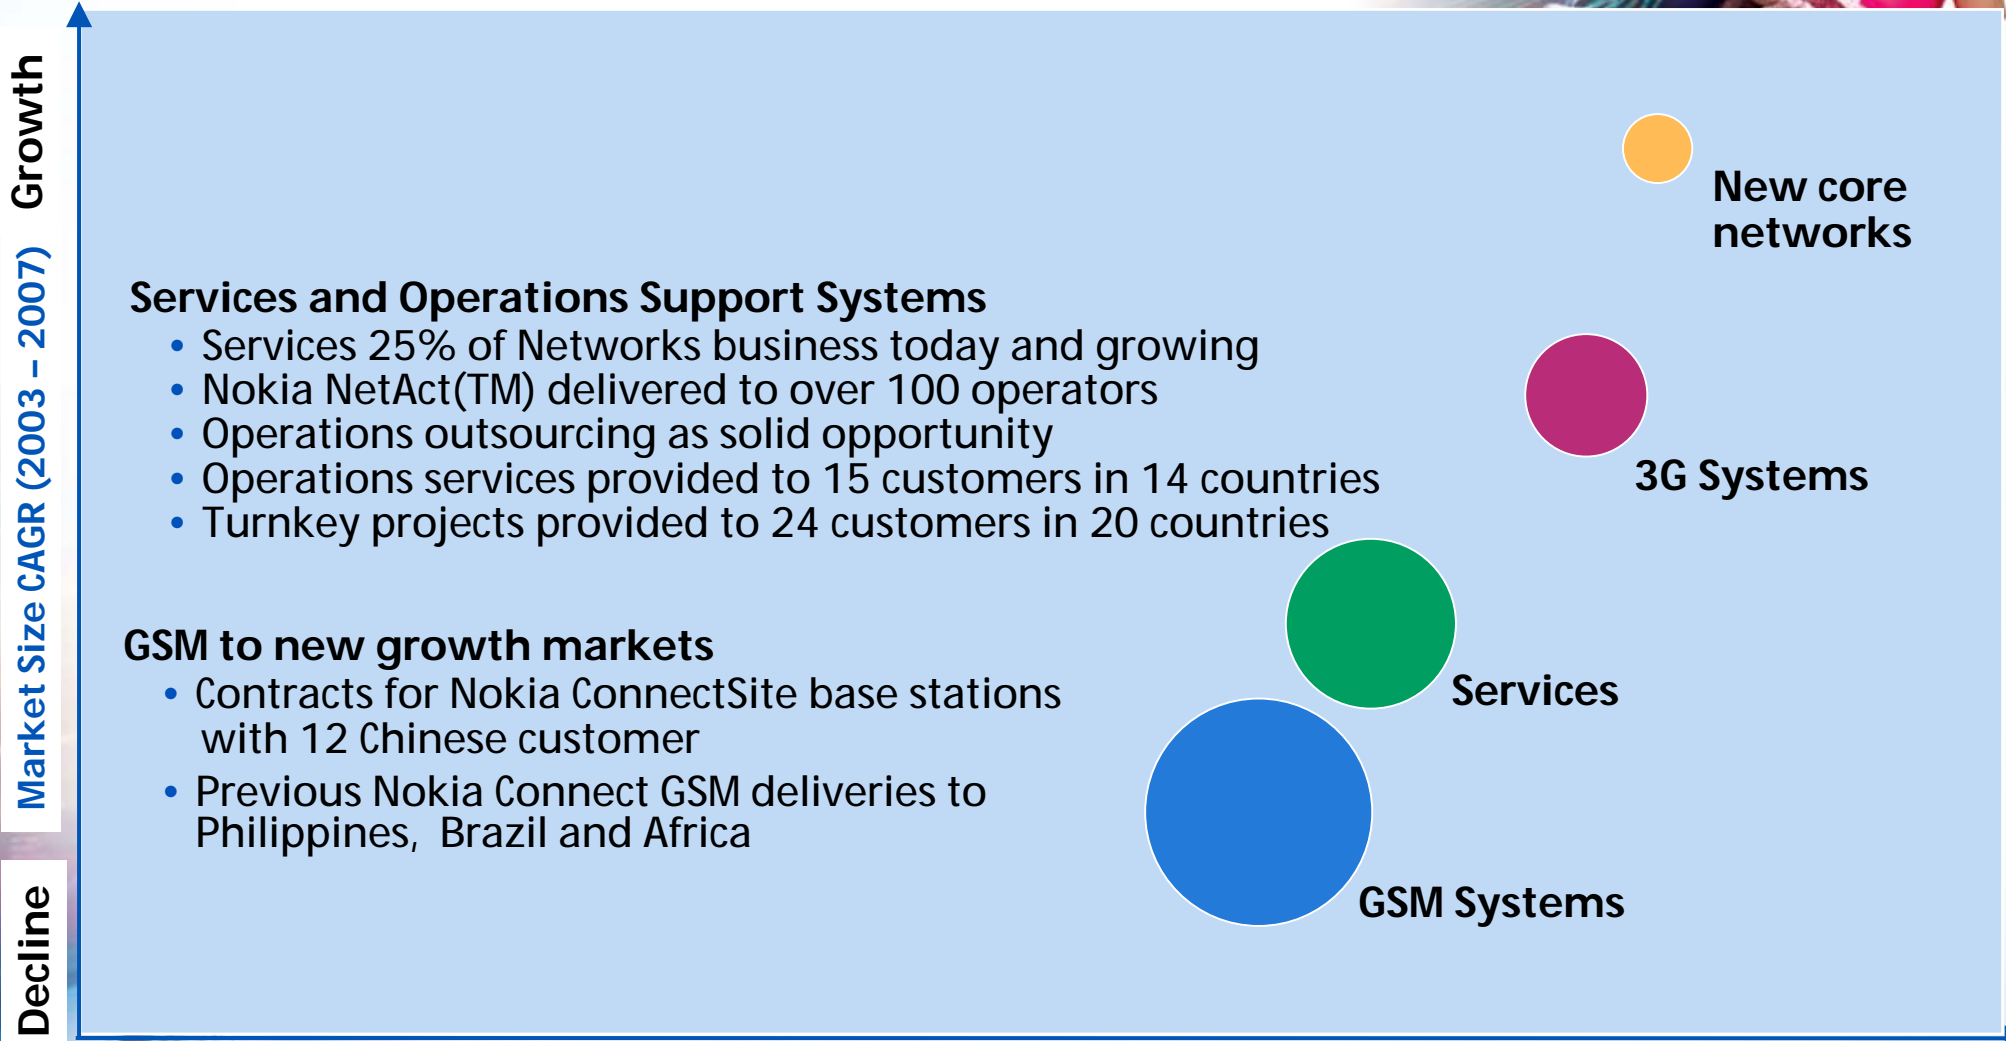 Growth
Market Size CAGR (2003 – 2007)
Decline
New core
networks
Services and Operations Support Systems
• Services 25% of Networks business today and growing
• Nokia NetAct(TM) delivered to over 100 operators
• Operations outsourcing as solid opportunity
• Operations services provided to 15 customers in 14 countries
• Turnkey projects provided to 24 customers in 20 countries
3G Systems
GSM to new growth markets
• Contracts for Nokia ConnectSite base stations
with 12 Chinese customer
• Previous Nokia Connect GSM deliveries to
Philippines, Brazil and Africa
Services
GSM Systems